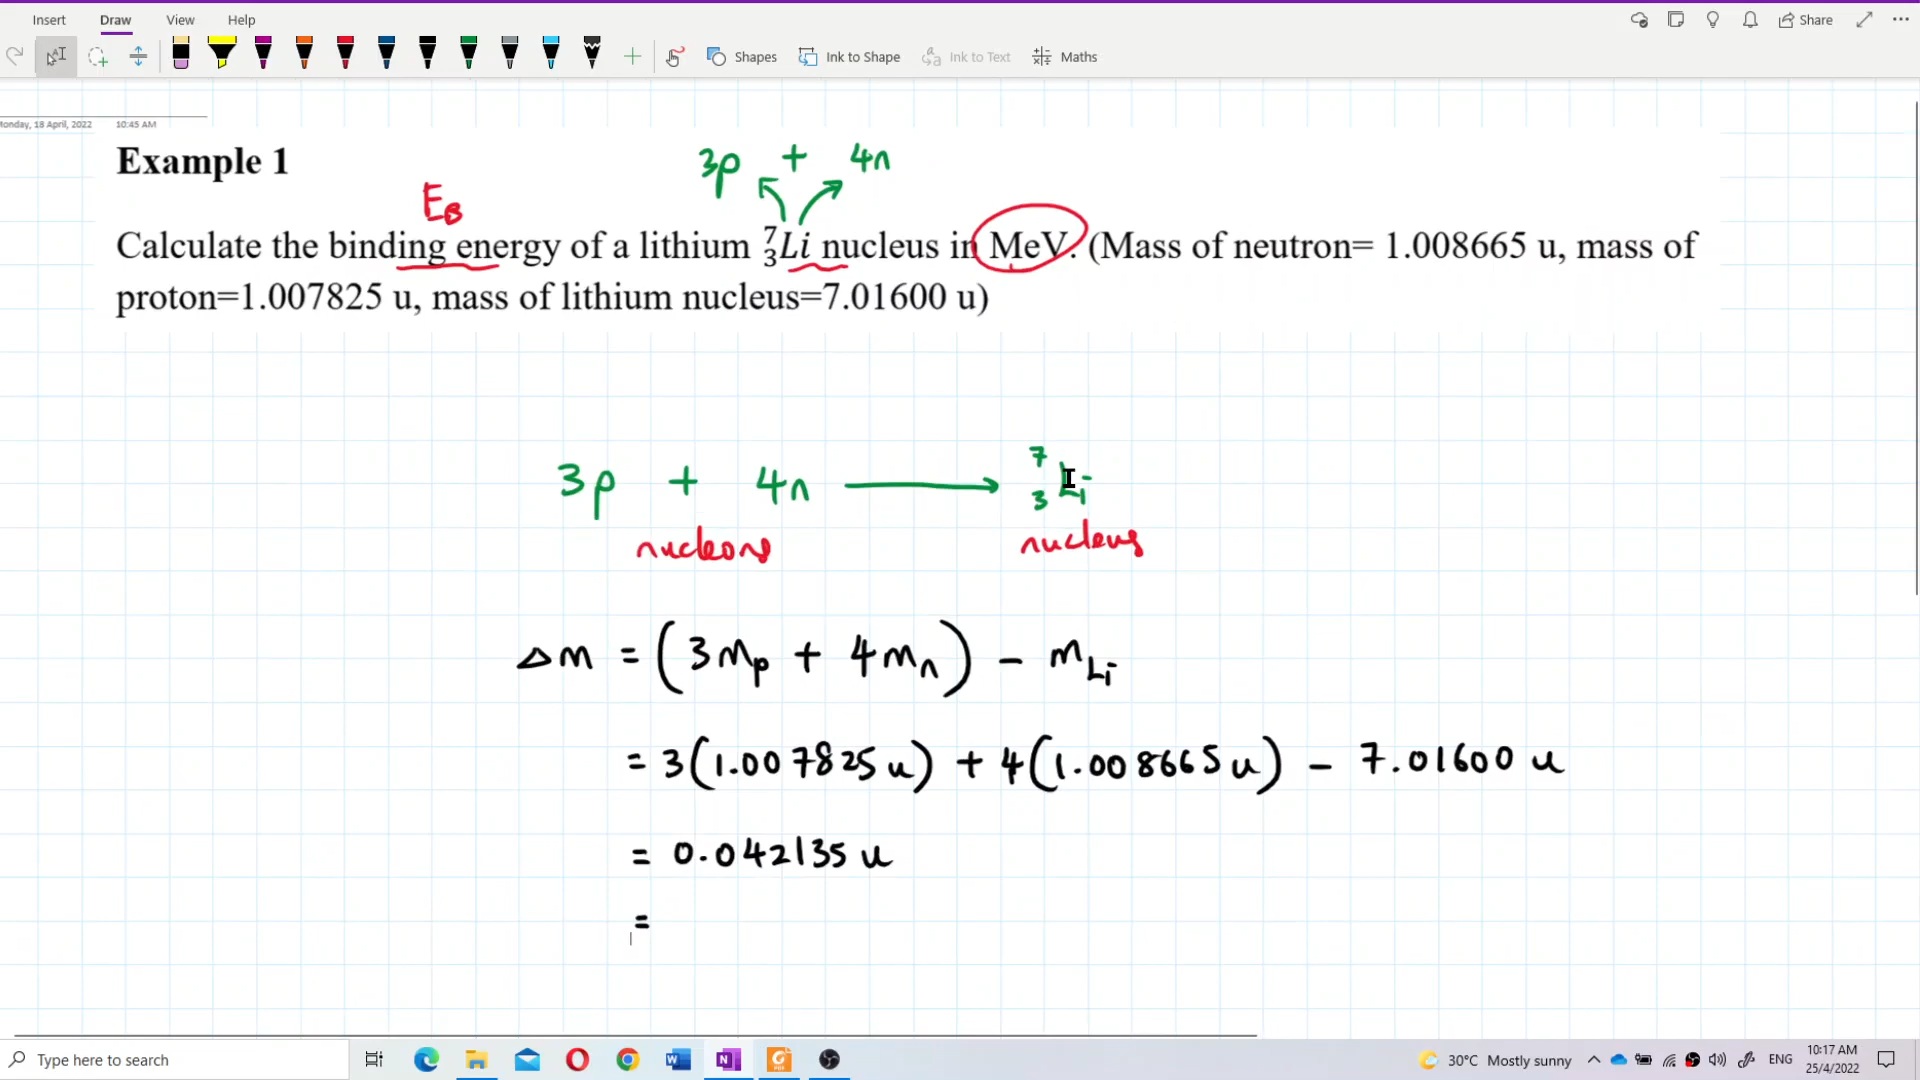 Insert Draw View Help Share
Shapes Ink to Shape Ink to Text Maths
onday, 18 April, 2022 10:45 AM
3p + 4n
Example 1
E_B
Calculate the binding energy of a lithium ⁷₃Li nucleus in MeV. (Mass of neutron= 1.008665 u, mass of
proton=1.007825 u, mass of lithium nucleus=7.01600 u)
3p + 4n → ⁷₃Li
nucleons nucleus
Δm = (3m_p + 4m_n) - m_Li
= 3(1.007825 u) + 4(1.008665 u) - 7.01600 u
= 0.042135 u
=
Type here to search 30°C Mostly sunny ENG 10:17 AM
25/4/2022